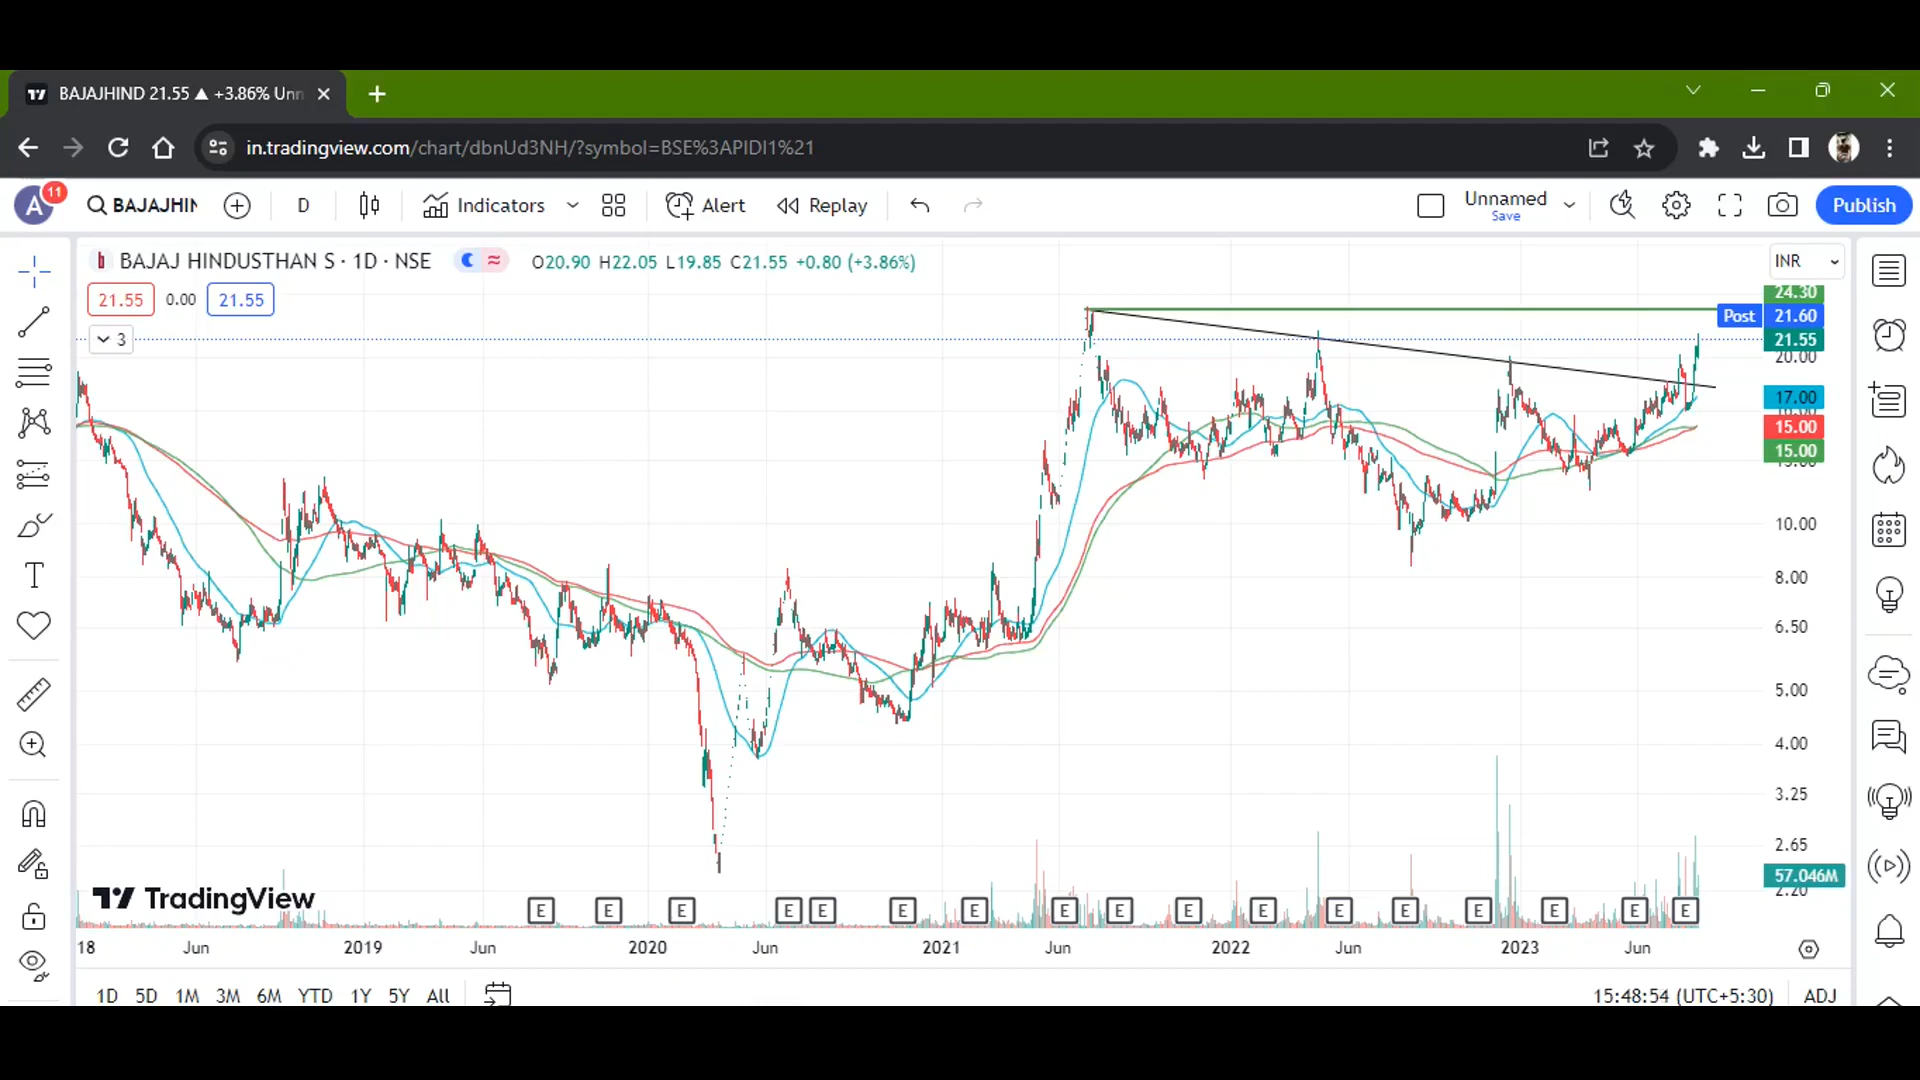 BAJAJHIND 21.55 ▲ +3.86% Unn
in.tradingview.com/chart/dbnUd3NH/?symbol=BSE%3APIDI1%21
A 11 BAJAJHIN D Indicators Alert Replay Unnamed Save Publish
b BAJAJ HINDUSTHAN S · 1D · NSE O20.90 H22.05 L19.85 C21.55 +0.80 (+3.86%) INR
21.55 0.00 21.55
3
24.30
Post 21.60
21.55
20.00
17.00
15.00
15.00
10.00
8.00
6.50
5.00
4.00
3.25
2.65
57.046M
2.20
TradingView
E E E E E E E E E E E E E E E E E
18 Jun 2019 Jun 2020 Jun 2021 Jun 2022 Jun 2023 Jun
1D 5D 1M 3M 6M YTD 1Y 5Y All 15:48:54 (UTC+5:30) ADJ